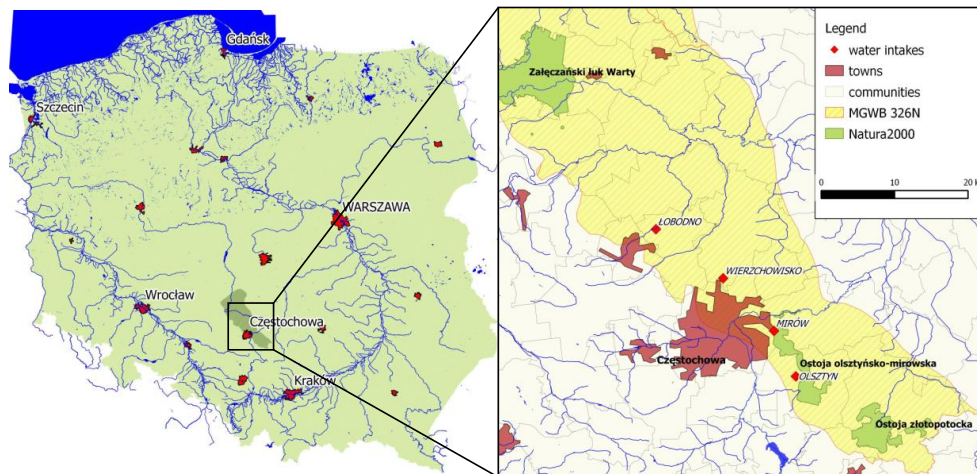 Gdańsk
Szczecin
WARSZAWA
Wrocław
Częstochowa
Kraków
Załęczański łuk Warty
ŁOBODNO
WIERZCHOWISKO
MIRÓW
Częstochowa
Ostoja olsztyńsko-mirowska
OLSZTYN
Ostoja złotopotocka
Legend
water intakes
towns
communities
MGWB 326N
Natura2000
0 10 20 k